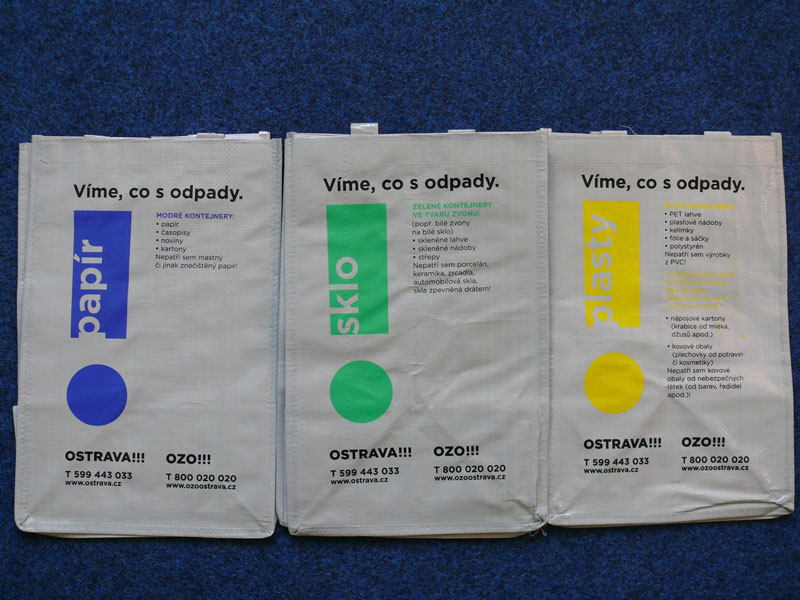 Víme, co s odpady.
papír
MODRÉ KONTEJNERY:
• papír
• časopisy
• noviny
• kartony
Nepatří sem mastný
či jinak znečištěný papír!
OSTRAVA!!!
T 599 443 033
www.ostrava.cz
OZO!!!
T 800 020 020
www.ozoostrava.cz
Víme, co s odpady.
sklo
ZELENÉ KONTEJNERY
VE TVARU ZVONU:
(popř. bílé zvony
na bílé sklo)
• skleněné lahve
• skleněné nádoby
• střepy
Nepatří sem porcelán,
keramika, zrcadla,
automobilová skla,
skla zpevněná drátem!
OSTRAVA!!!
T 599 443 033
www.ostrava.cz
OZO!!!
T 800 020 020
www.ozoostrava.cz
Víme, co s odpady.
plasty
• PET lahve
• plastové nádoby
• kelímky
• fólie a sáčky
• polystyrén
Nepatří sem výrobky
z PVC!
• nápojové kartony
(krabice od mléka,
džusů apod.)
• kovové obaly
(plechovky od potravin
či kosmetiky)
Nepatří sem kovové
obaly od nebezpečných
látek (od barev, ředidel
apod.)!
OSTRAVA!!!
T 599 443 033
www.ostrava.cz
OZO!!!
T 800 020 020
www.ozoostrava.cz